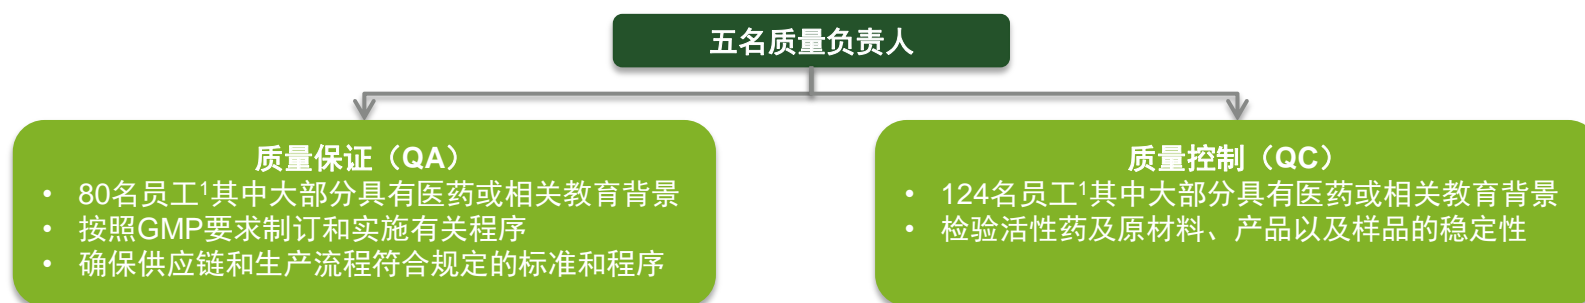 五名质量负责人
质量保证（QA）
• 80名员工¹其中大部分具有医药或相关教育背景
• 按照GMP要求制订和实施有关程序
• 确保供应链和生产流程符合规定的标准和程序
质量控制（QC）
• 124名员工¹其中大部分具有医药或相关教育背景
• 检验活性药及原材料、产品以及样品的稳定性